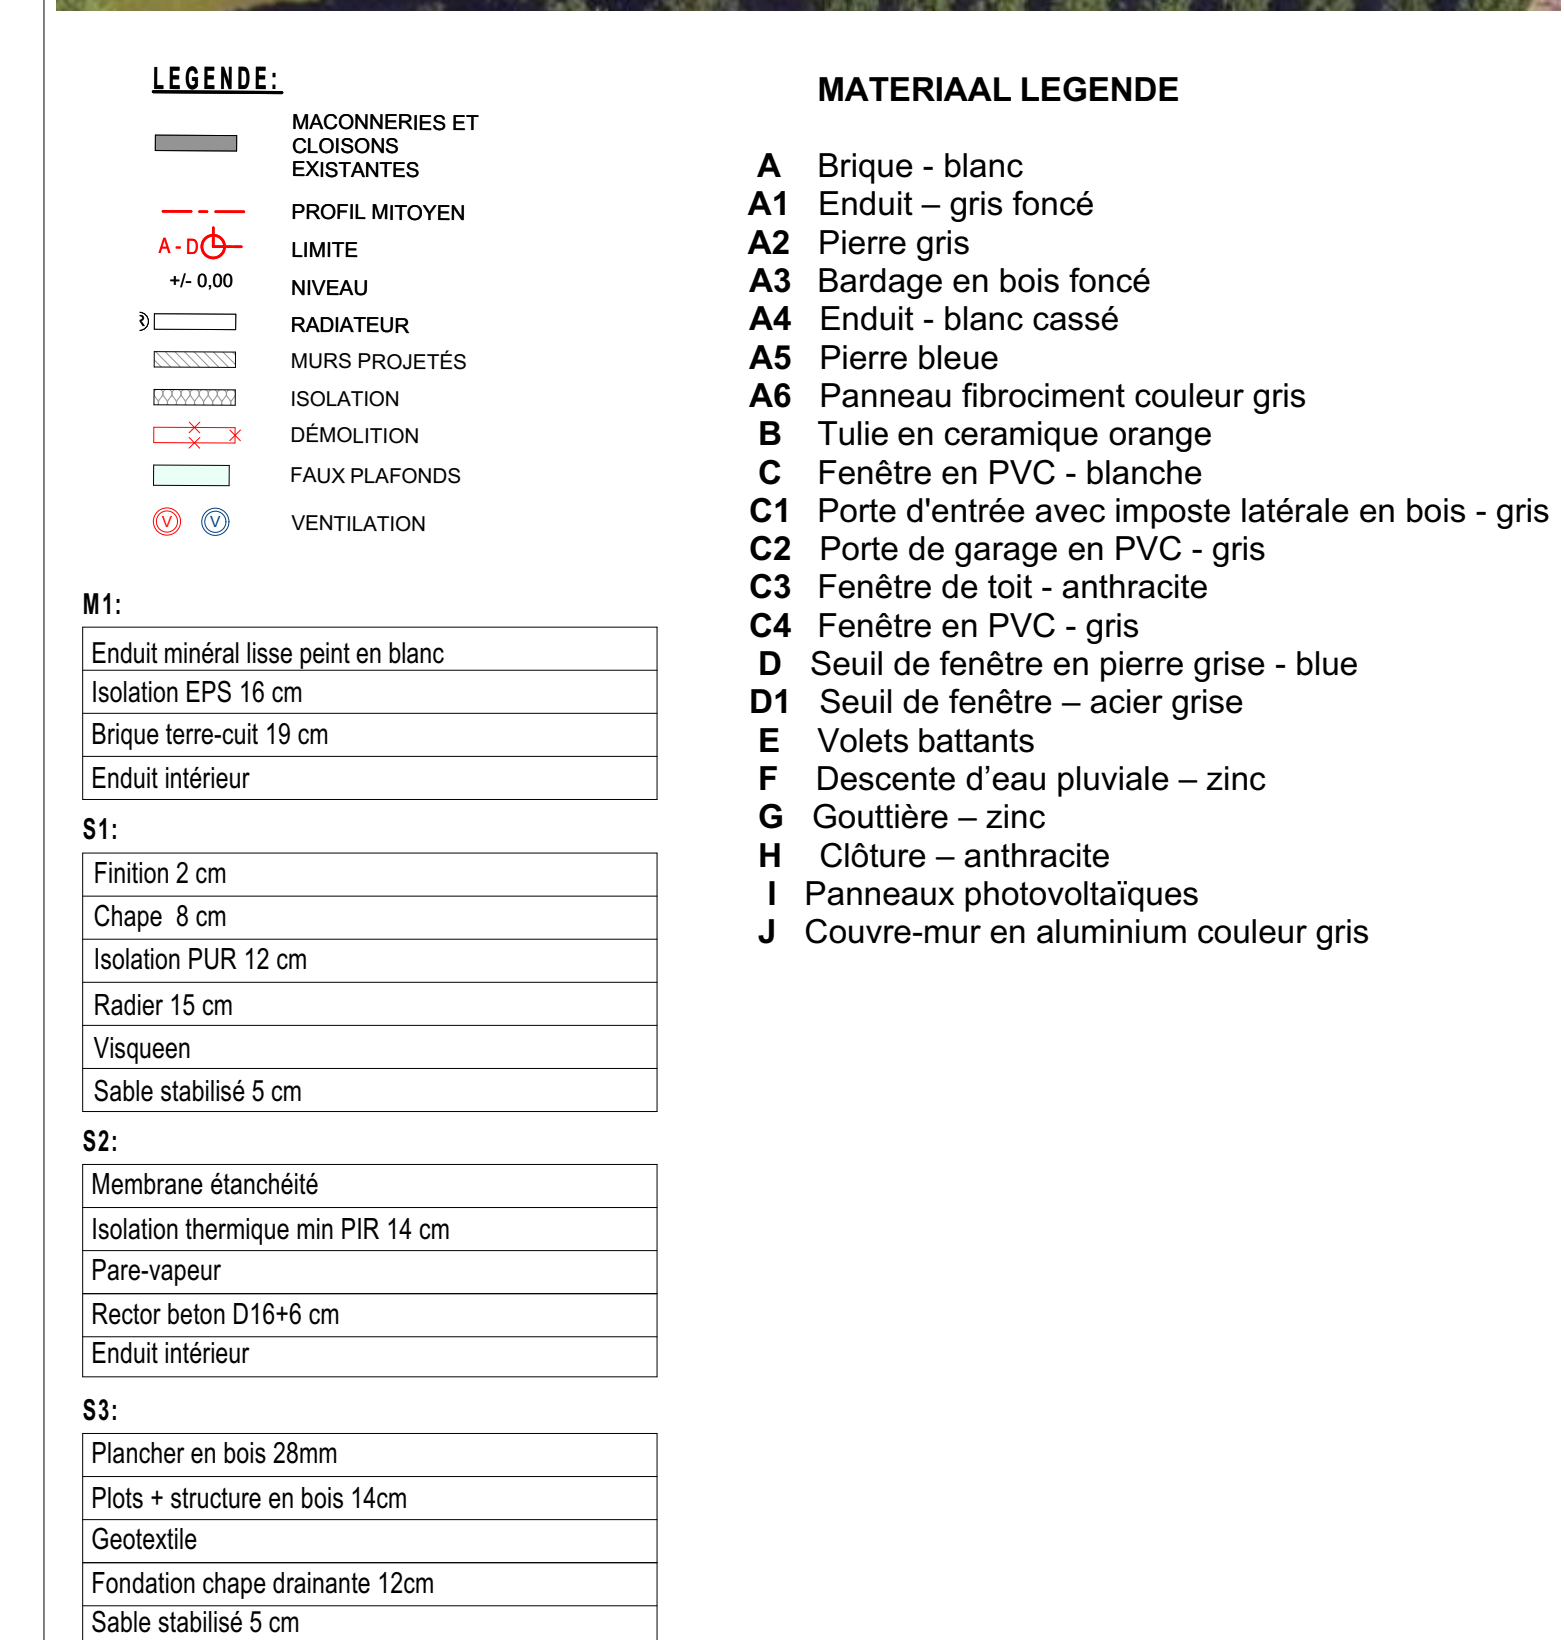 LEGENDE:
MACONNERIES ET
CLOISONS
EXISTANTES
PROFIL MITOYEN
A - D LIMITE
+/- 0,00 NIVEAU
R RADIATEUR
MURS PROJETÉS
ISOLATION
DÉMOLITION
FAUX PLAFONDS
V V VENTILATION
M1:
Enduit minéral lisse peint en blanc
Isolation EPS 16 cm
Brique terre-cuit 19 cm
Enduit intérieur
S1:
Finition 2 cm
Chape 8 cm
Isolation PUR 12 cm
Radier 15 cm
Visqueen
Sable stabilisé 5 cm
S2:
Membrane étanchéité
Isolation thermique min PIR 14 cm
Pare-vapeur
Rector beton D16+6 cm
Enduit intérieur
S3:
Plancher en bois 28mm
Plots + structure en bois 14cm
Geotextile
Fondation chape drainante 12cm
Sable stabilisé 5 cm
MATERIAAL LEGENDE
A Brique - blanc
A1 Enduit – gris foncé
A2 Pierre gris
A3 Bardage en bois foncé
A4 Enduit - blanc cassé
A5 Pierre bleue
A6 Panneau fibrociment couleur gris
B Tulie en ceramique orange
C Fenêtre en PVC - blanche
C1 Porte d'entrée avec imposte latérale en bois - gris
C2 Porte de garage en PVC - gris
C3 Fenêtre de toit - anthracite
C4 Fenêtre en PVC - gris
D Seuil de fenêtre en pierre grise - blue
D1 Seuil de fenêtre – acier grise
E Volets battants
F Descente d’eau pluviale – zinc
G Gouttière – zinc
H Clôture – anthracite
I Panneaux photovoltaïques
J Couvre-mur en aluminium couleur gris